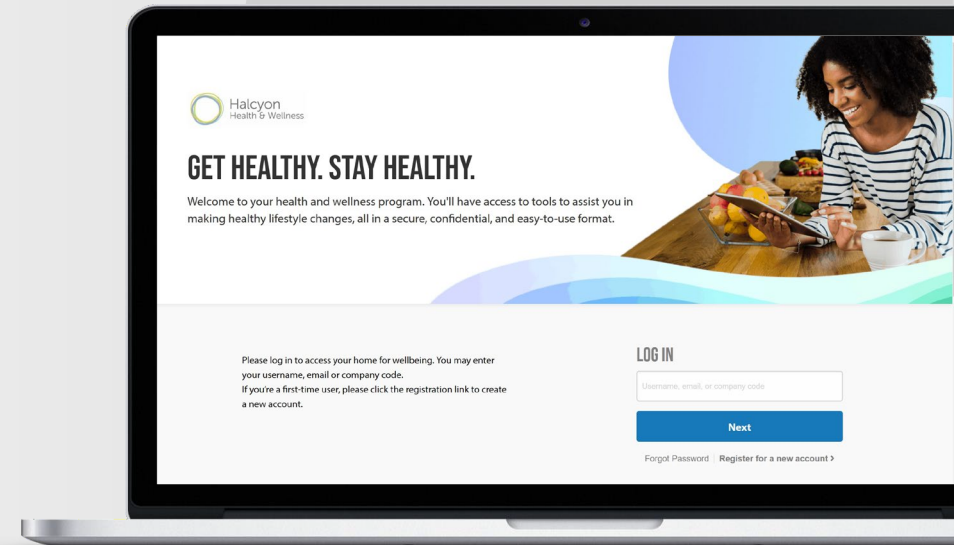 Halcyon
Health & Wellness
GET HEALTHY. STAY HEALTHY.
Welcome to your health and wellness program. You'll have access to tools to assist you in
making healthy lifestyle changes, all in a secure, confidential, and easy-to-use format.
Please log in to access your home for wellbeing. You may enter
your username, email or company code.
If you're a first-time user, please click the registration link to create
a new account.
LOG IN
Username, email, or company code
Next
Forgot Password | Register for a new account >